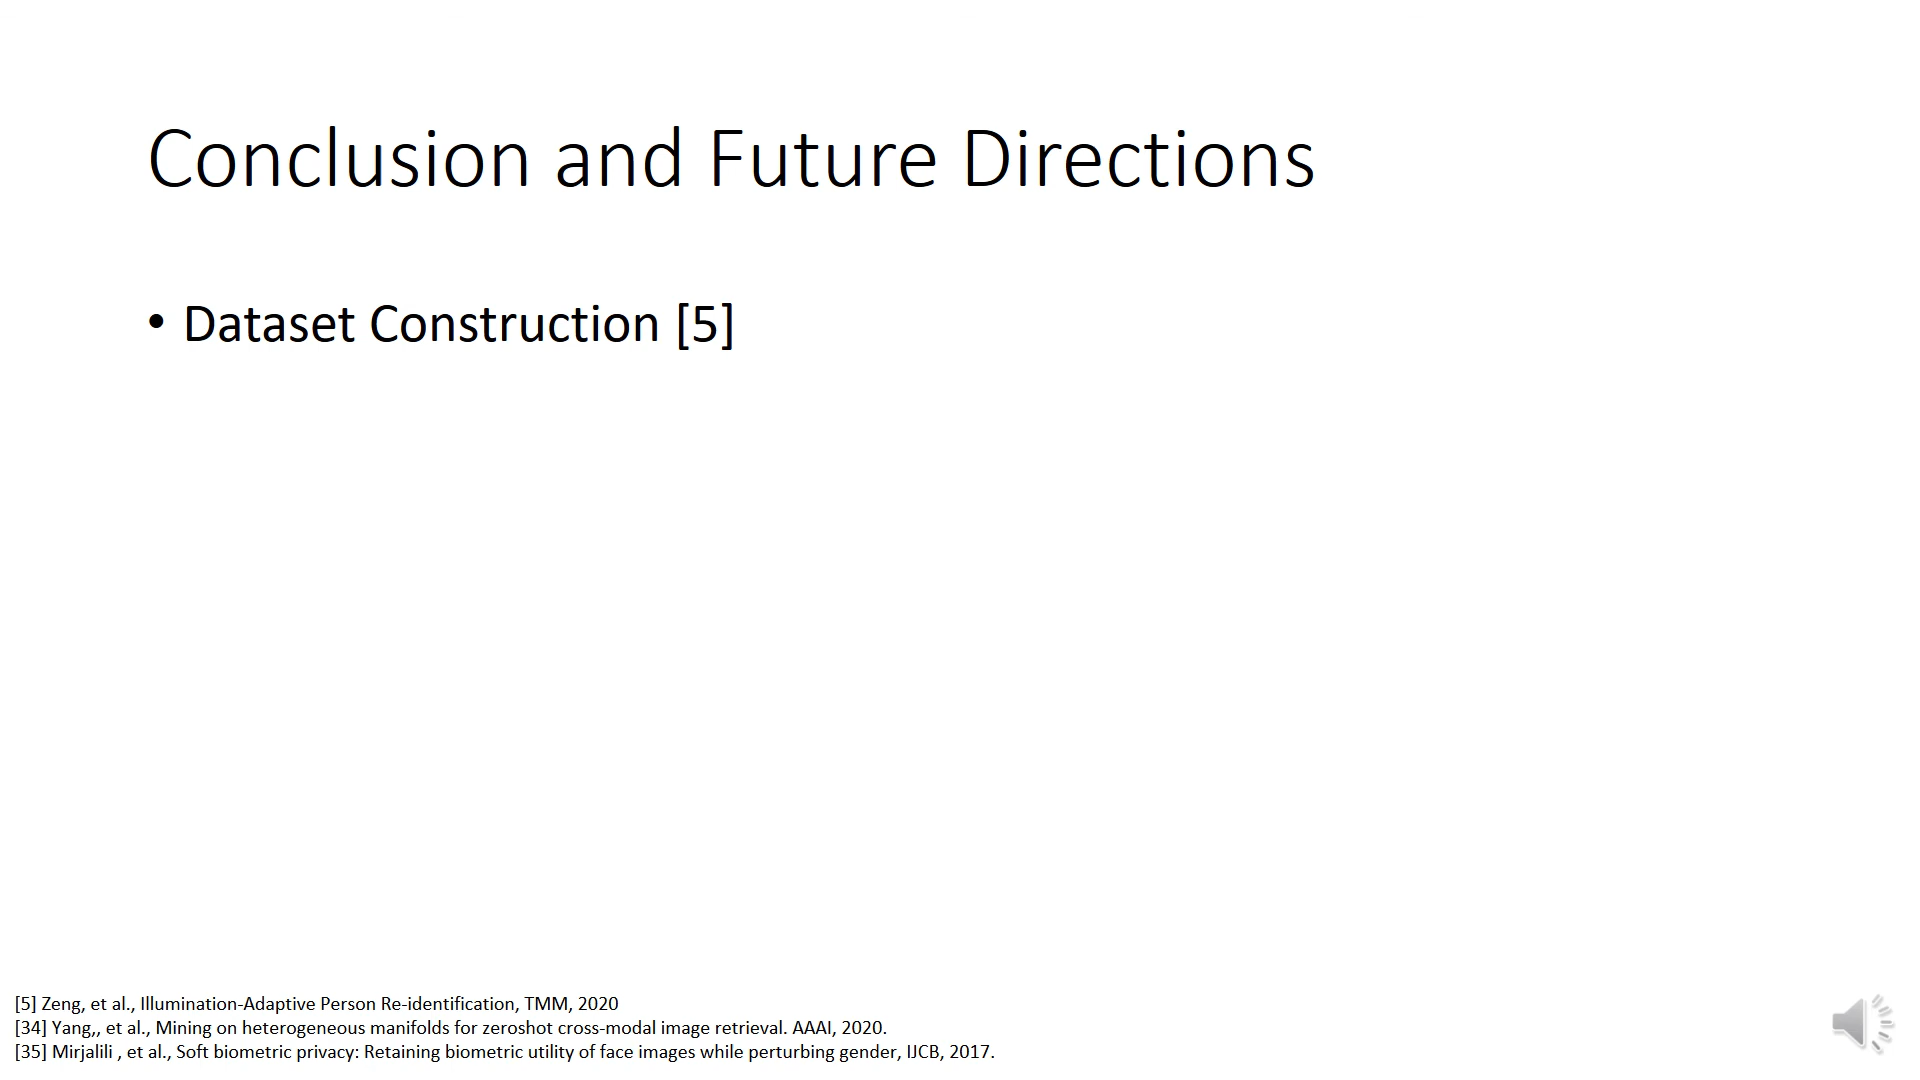 Conclusion and Future Directions
• Dataset Construction [5]
[5] Zeng, et al., Illumination-Adaptive Person Re-identification, TMM, 2020
[34] Yang,, et al., Mining on heterogeneous manifolds for zeroshot cross-modal image retrieval. AAAI, 2020.
[35] Mirjalili , et al., Soft biometric privacy: Retaining biometric utility of face images while perturbing gender, IJCB, 2017.